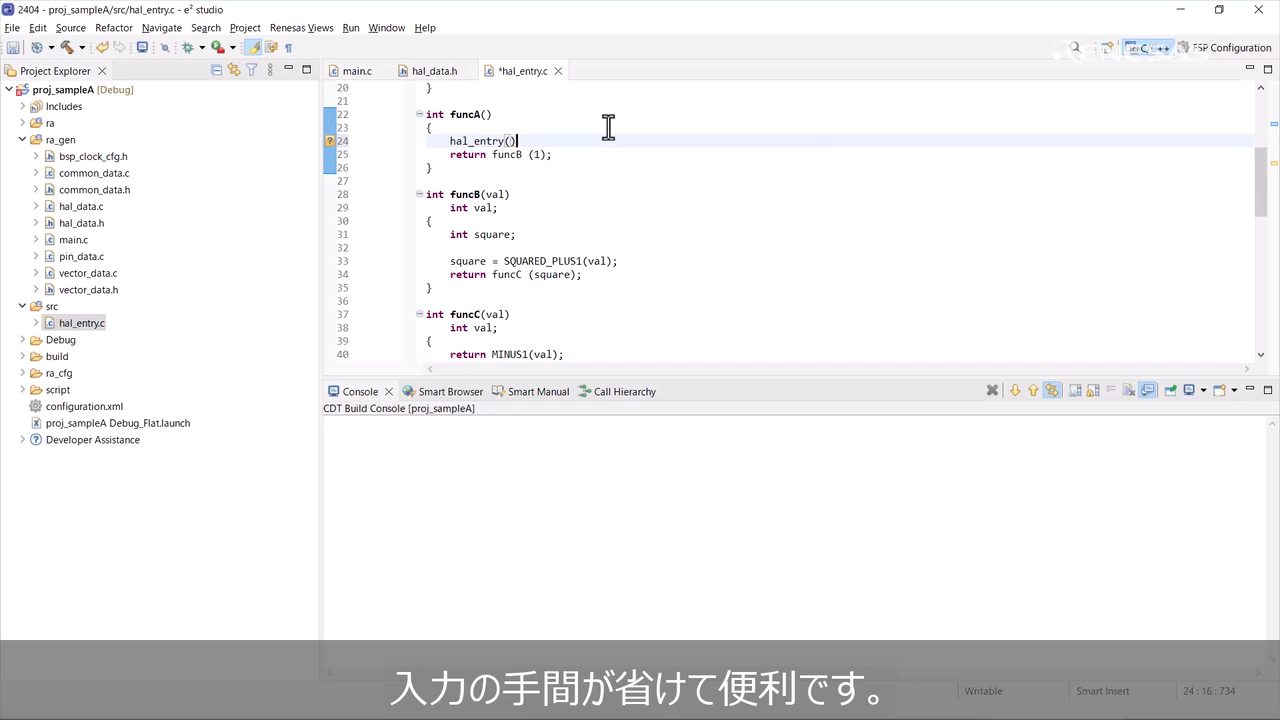 2404 - proj_sampleA/src/hal_entry.c - e² studio
File Edit Source Refactor Navigate Search Project Renesas Views Run Window Help
RENESAS
C/C++
FSP Configuration
Project Explorer
main.c
hal_data.h
*hal_entry.c
proj_sampleA [Debug]
Includes
ra
ra_gen
bsp_clock_cfg.h
common_data.c
common_data.h
hal_data.c
hal_data.h
main.c
pin_data.c
vector_data.c
vector_data.h
src
hal_entry.c
Debug
build
ra_cfg
script
configuration.xml
proj_sampleA Debug_Flat.launch
Developer Assistance
20 }
21
22 int funcA()
23 {
24 hal_entry()
25 return funcB (1);
26 }
27
28 int funcB(val)
29 int val;
30 {
31 int square;
32
33 square = SQUARED_PLUS1(val);
34 return funcC (square);
35 }
36
37 int funcC(val)
38 int val;
39 {
40 return MINUS1(val);
Console
Smart Browser
Smart Manual
Call Hierarchy
CDT Build Console [proj_sampleA]
入力の手間が省けて便利です。
Writable
Smart Insert
24 : 16 : 734